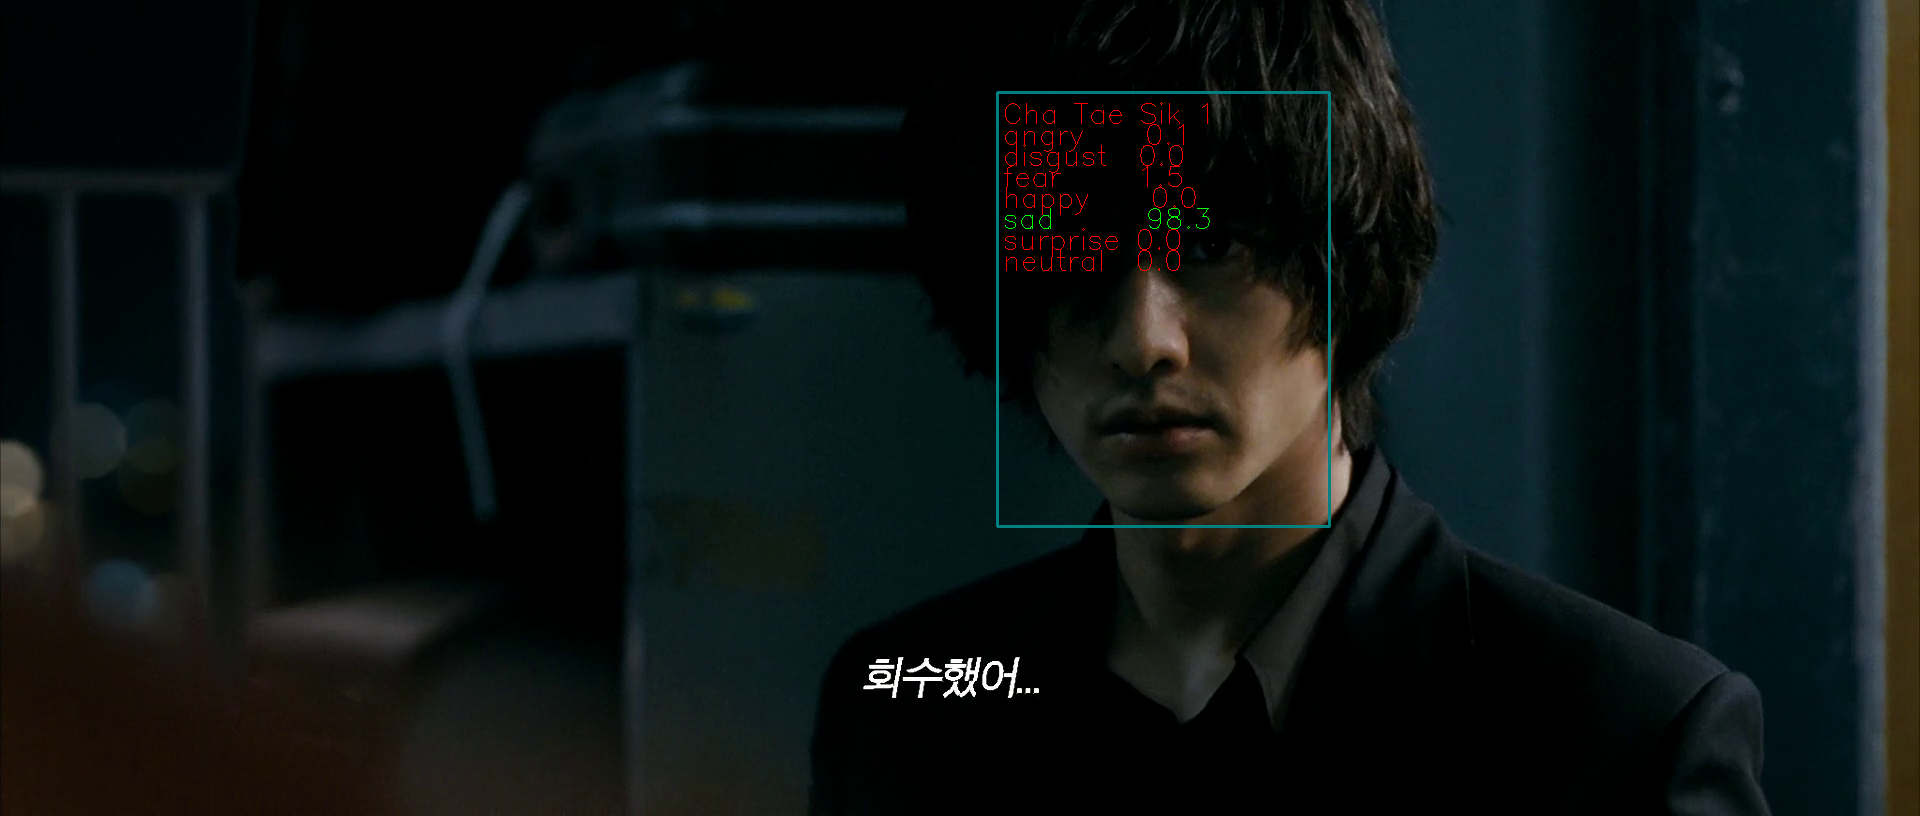 Cha Tae Sik 1
angry 0.1
disgust 0.0
fear 1.5
happy 0.0
sad 98.3
surprise 0.0
neutral 0.0
회수했어...